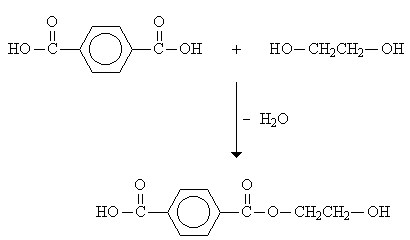 O O
HO–C C–OH + HO–CH₂CH₂–OH
– H₂O
O O
HO–C C–O–CH₂CH₂–OH